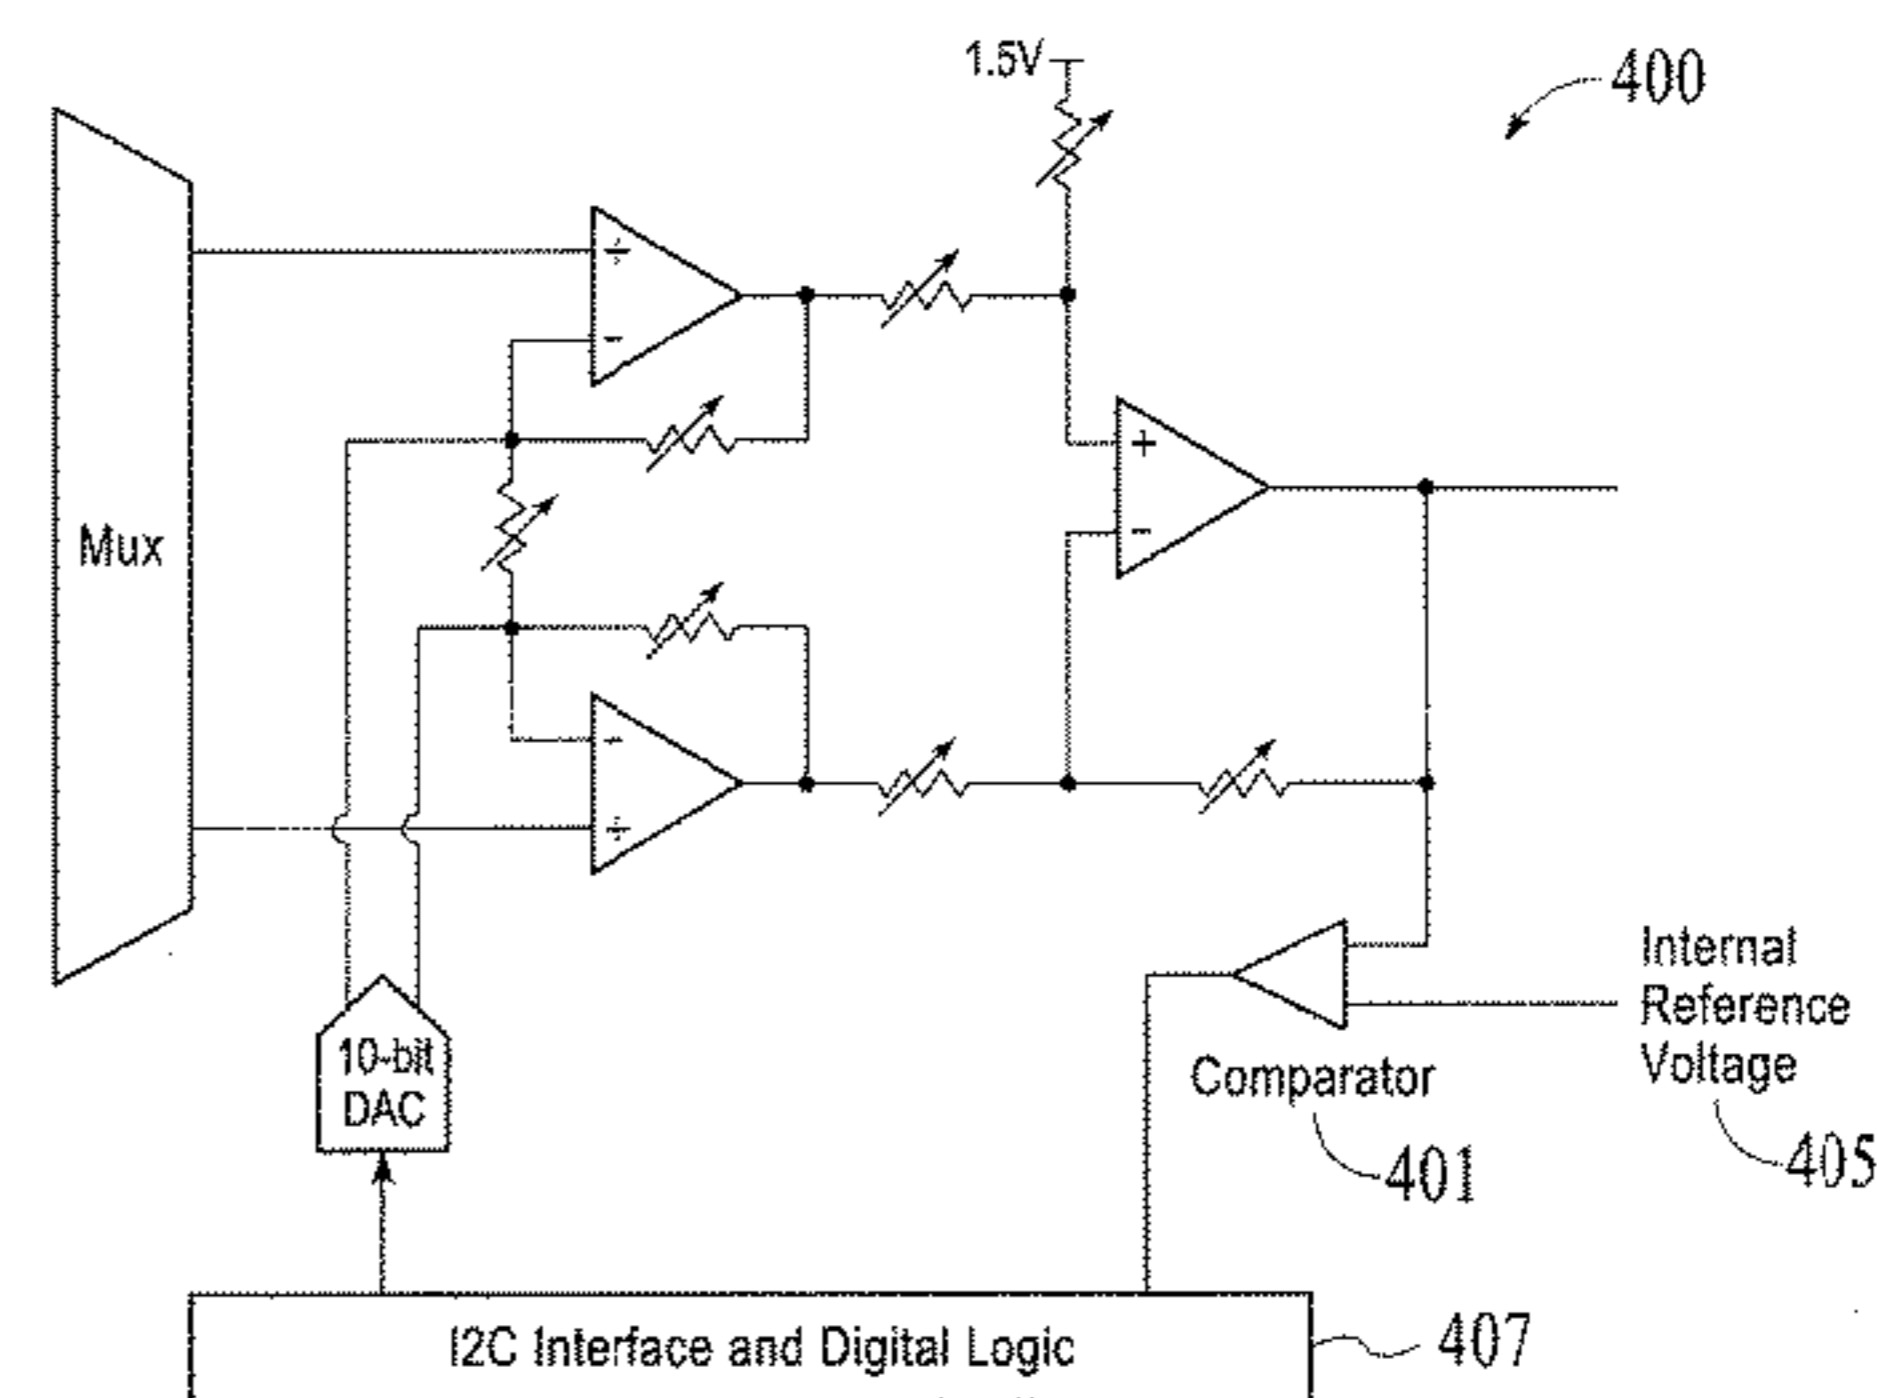 1.5V
400
+
-
+
-
Mux
-
+
10-bit
DAC
Internal
Reference
Voltage
Comparator
401
405
I2C Interface and Digital Logic
407